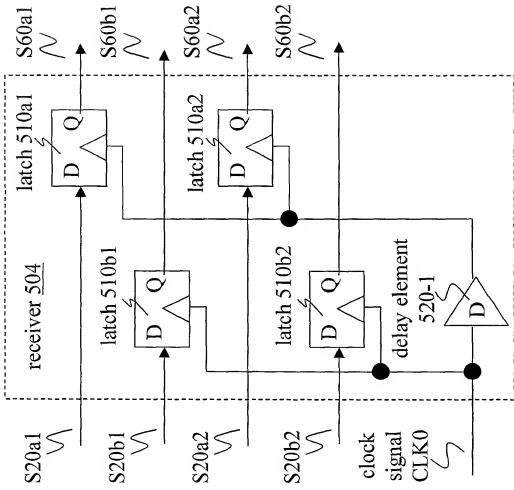 receiver 504
S20a1
latch 510a1
D Q
S60a1
S20b1
latch 510b1
D Q
S60b1
S20a2
latch 510a2
D Q
S60a2
S20b2
latch 510b2
D Q
S60b2
clock
signal
CLK0
delay element
520-1
D